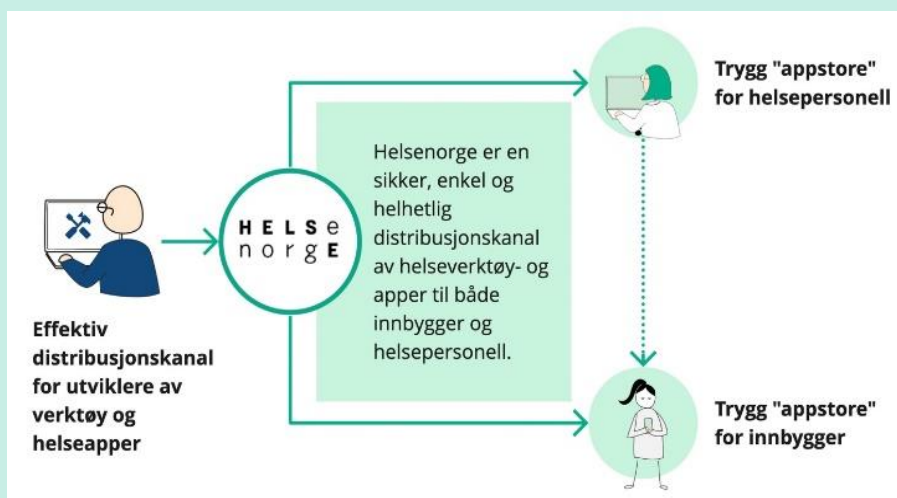 Effektiv
distribusjonskanal
for utviklere av
verktøy og
helseapper
HELSe
norgE
Helsenorge er en
sikker, enkel og
helhetlig
distribusjonskanal
av helseverktøy- og
apper til både
innbygger og
helsepersonell.
Trygg "appstore"
for helsepersonell
Trygg "appstore"
for innbygger